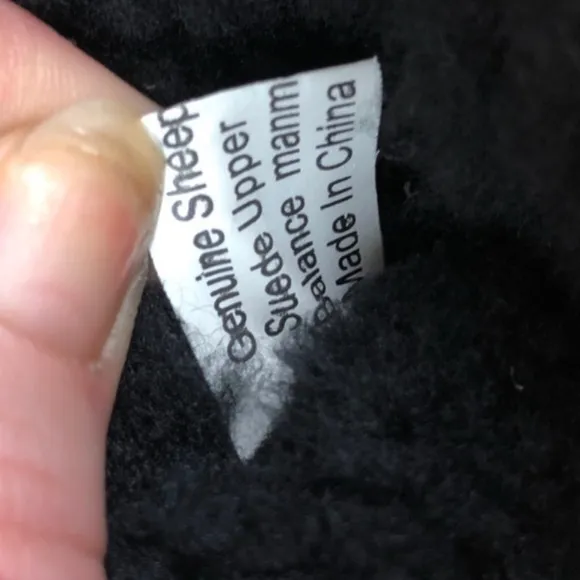 Genuine Sheep
Suede Upper
Balance manm
Made In China